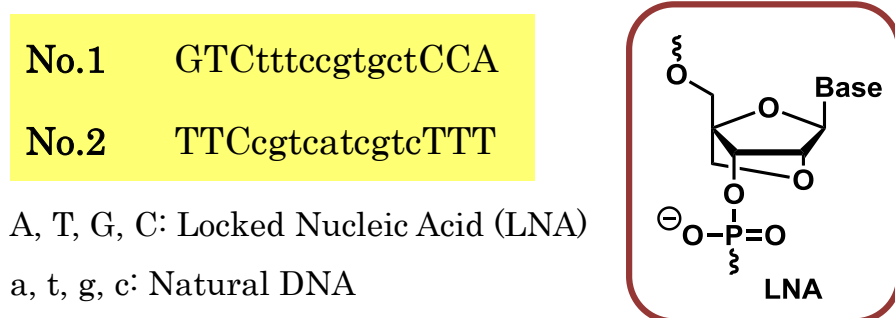 No.1 GTCtttccgtgctCCA
No.2 TTCcgtcatcgtcTTT
A, T, G, C: Locked Nucleic Acid (LNA)
a, t, g, c: Natural DNA
O
Base
O
O
O
⊖
O–P=O
LNA